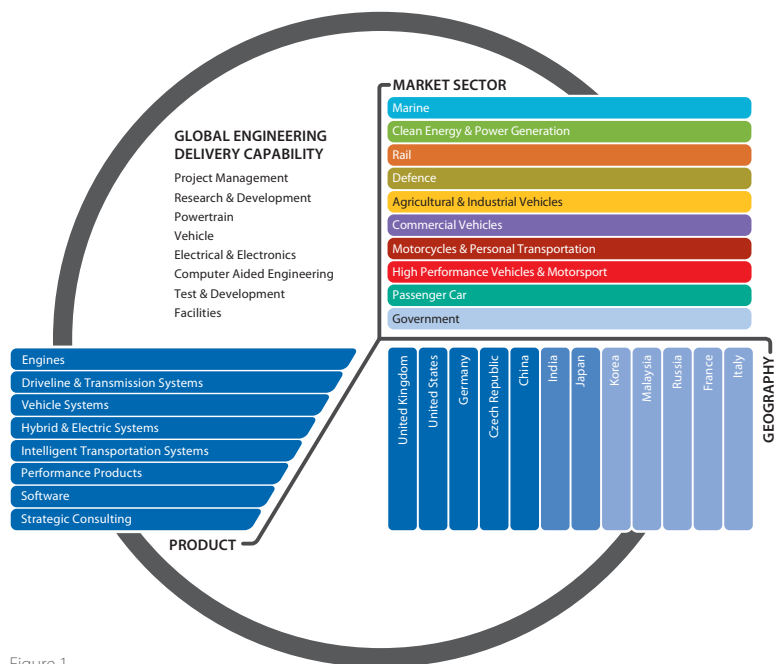 MARKET SECTOR
Marine
Clean Energy & Power Generation
Rail
Defence
Agricultural & Industrial Vehicles
Commercial Vehicles
Motorcycles & Personal Transportation
High Performance Vehicles & Motorsport
Passenger Car
Government
GLOBAL ENGINEERING
DELIVERY CAPABILITY
Project Management
Research & Development
Powertrain
Vehicle
Electrical & Electronics
Computer Aided Engineering
Test & Development
Facilities
Engines
Driveline & Transmission Systems
Vehicle Systems
Hybrid & Electric Systems
Intelligent Transportation Systems
Performance Products
Software
Strategic Consulting
PRODUCT
United Kingdom
United States
Germany
Czech Republic
China
India
Japan
Korea
Malaysia
Russia
France
Italy
GEOGRAPHY
Figure 1